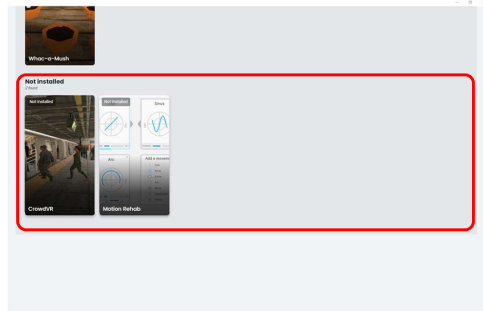 Whac-a-Mush
Not installed
2 found
Not installed
CrowdVR
Not installed
Sinus
Arc
Add a movement
Motion Rehab